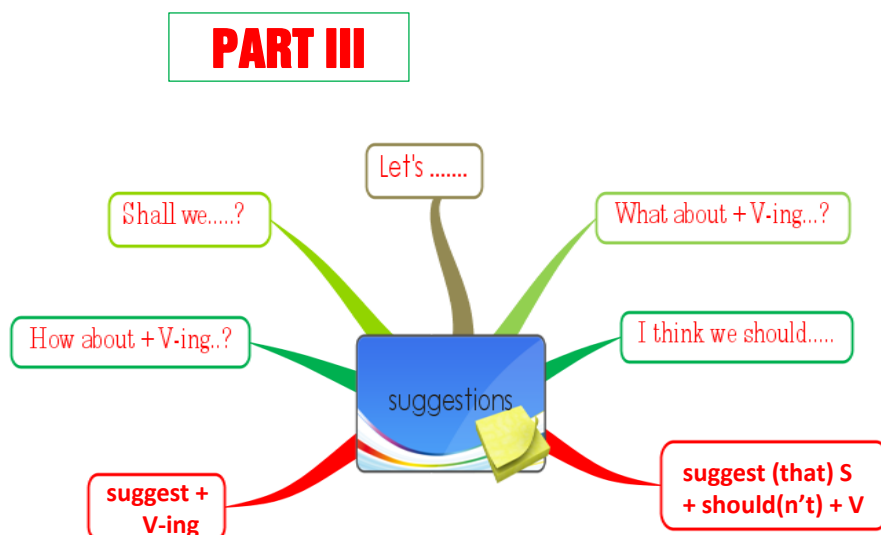 PART III
Let's .......
Shall we.....?
What about + V-ing...?
How about + V-ing..?
I think we should.....
suggestions
suggest +
V-ing
suggest (that) S
+ should(n’t) + V